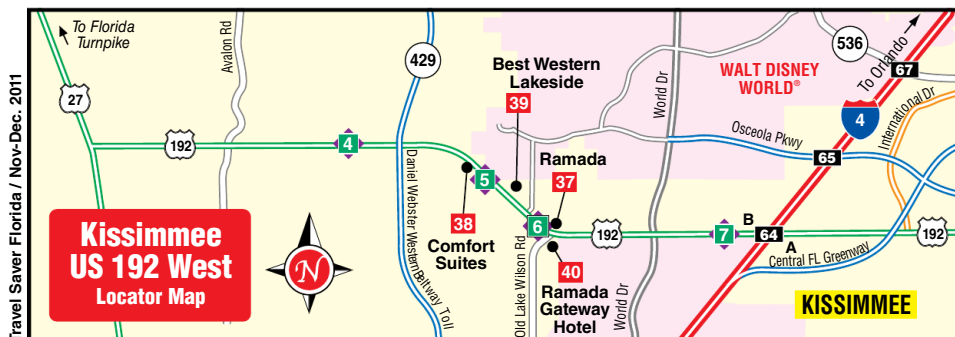 To Florida
Turnpike
27
192
Avalon Rd
4
429
Daniel Webster Western Beltway Toll
Best Western
Lakeside
39
5
38
Comfort
Suites
Ramada
37
6
Old Lake Wilson Rd
40
Ramada
Gateway
Hotel
192
World Dr
World Dr
WALT DISNEY
WORLD®
Osceola Pkwy
536
To Orlando
67
4
65
International Dr
7
B
64
A
192
Central FL Greenway
KISSIMMEE
Kissimmee
US 192 West
Locator Map
N
Travel Saver Florida / Nov-Dec. 2011